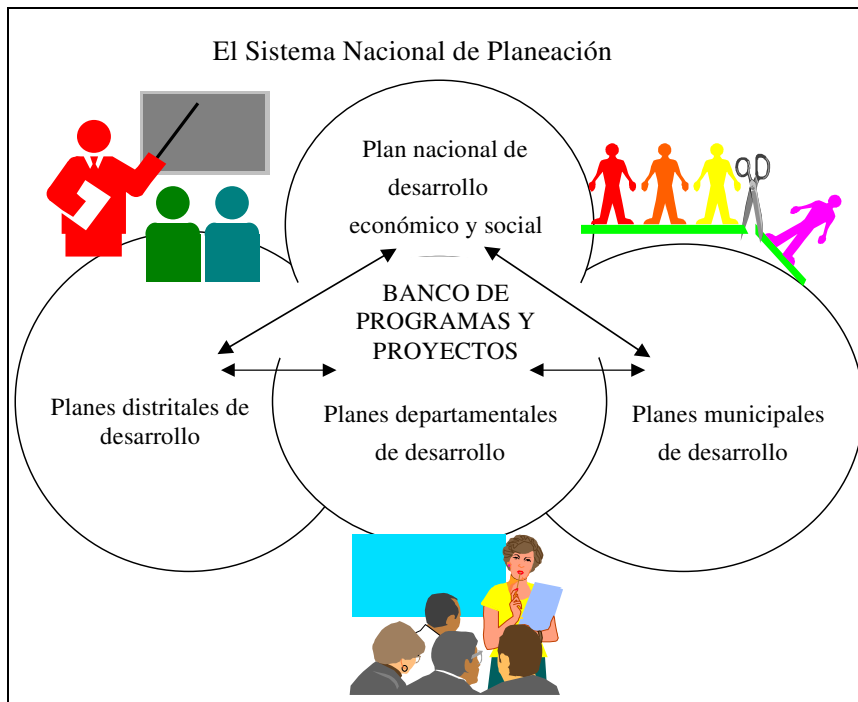 El Sistema Nacional de Planeación
Plan nacional de
desarrollo
económico y social
BANCO DE
PROGRAMAS Y
PROYECTOS
Planes distritales de
desarrollo
Planes departamentales
de desarrollo
Planes municipales
de desarrollo